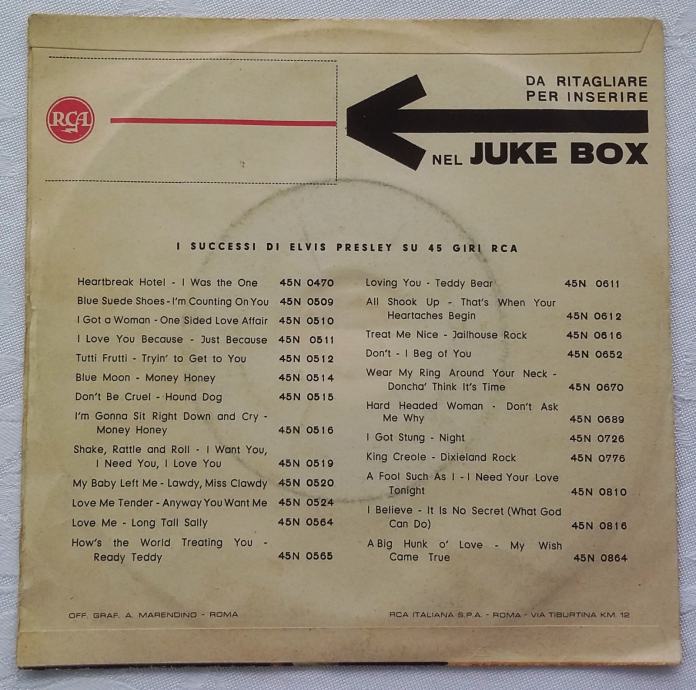 DA RITAGLIARE
PER INSERIRE
RCA
NEL JUKE BOX
I SUCCESSI DI ELVIS PRESLEY SU 45 GIRI RCA
Heartbreak Hotel - I Was the One 45N 0470
Blue Suede Shoes - I'm Counting On You 45N 0509
I Got a Woman - One Sided Love Affair 45N 0510
I Love You Because - Just Because 45N 0511
Tutti Frutti - Tryin' to Get to You 45N 0512
Blue Moon - Money Honey 45N 0514
Don't Be Cruel - Hound Dog 45N 0515
I'm Gonna Sit Right Down and Cry -
Money Honey 45N 0516
Shake, Rattle and Roll - I Want You,
I Need You, I Love You 45N 0519
My Baby Left Me - Lawdy, Miss Clawdy 45N 0520
Love Me Tender - Anyway You Want Me 45N 0524
Love Me - Long Tall Sally 45N 0564
How's the World Treating You -
Ready Teddy 45N 0565
Loving You - Teddy Bear 45N 0611
All Shook Up - That's When Your
Heartaches Begin 45N 0612
Treat Me Nice - Jailhouse Rock 45N 0616
Don't - I Beg of You 45N 0652
Wear My Ring Around Your Neck -
Doncha' Think It's Time 45N 0670
Hard Headed Woman - Don't Ask
Me Why 45N 0689
I Got Stung - Night 45N 0726
King Creole - Dixieland Rock 45N 0776
A Fool Such As I - I Need Your Love
Tonight 45N 0810
I Believe - It Is No Secret (What God
Can Do) 45N 0816
A Big Hunk o' Love - My Wish
Came True 45N 0864
OFF. GRAF. A. MARENDINO - ROMA
RCA ITALIANA S.P.A. - ROMA - VIA TIBURTINA KM. 12